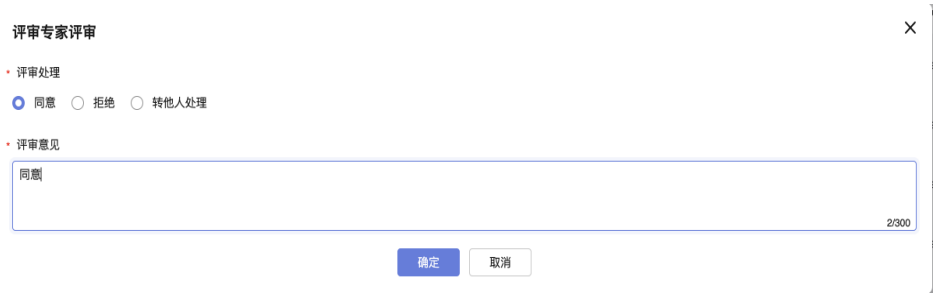 评审专家评审
* 评审处理
同意 拒绝 转他人处理
* 评审意见
同意
2/300
确定 取消